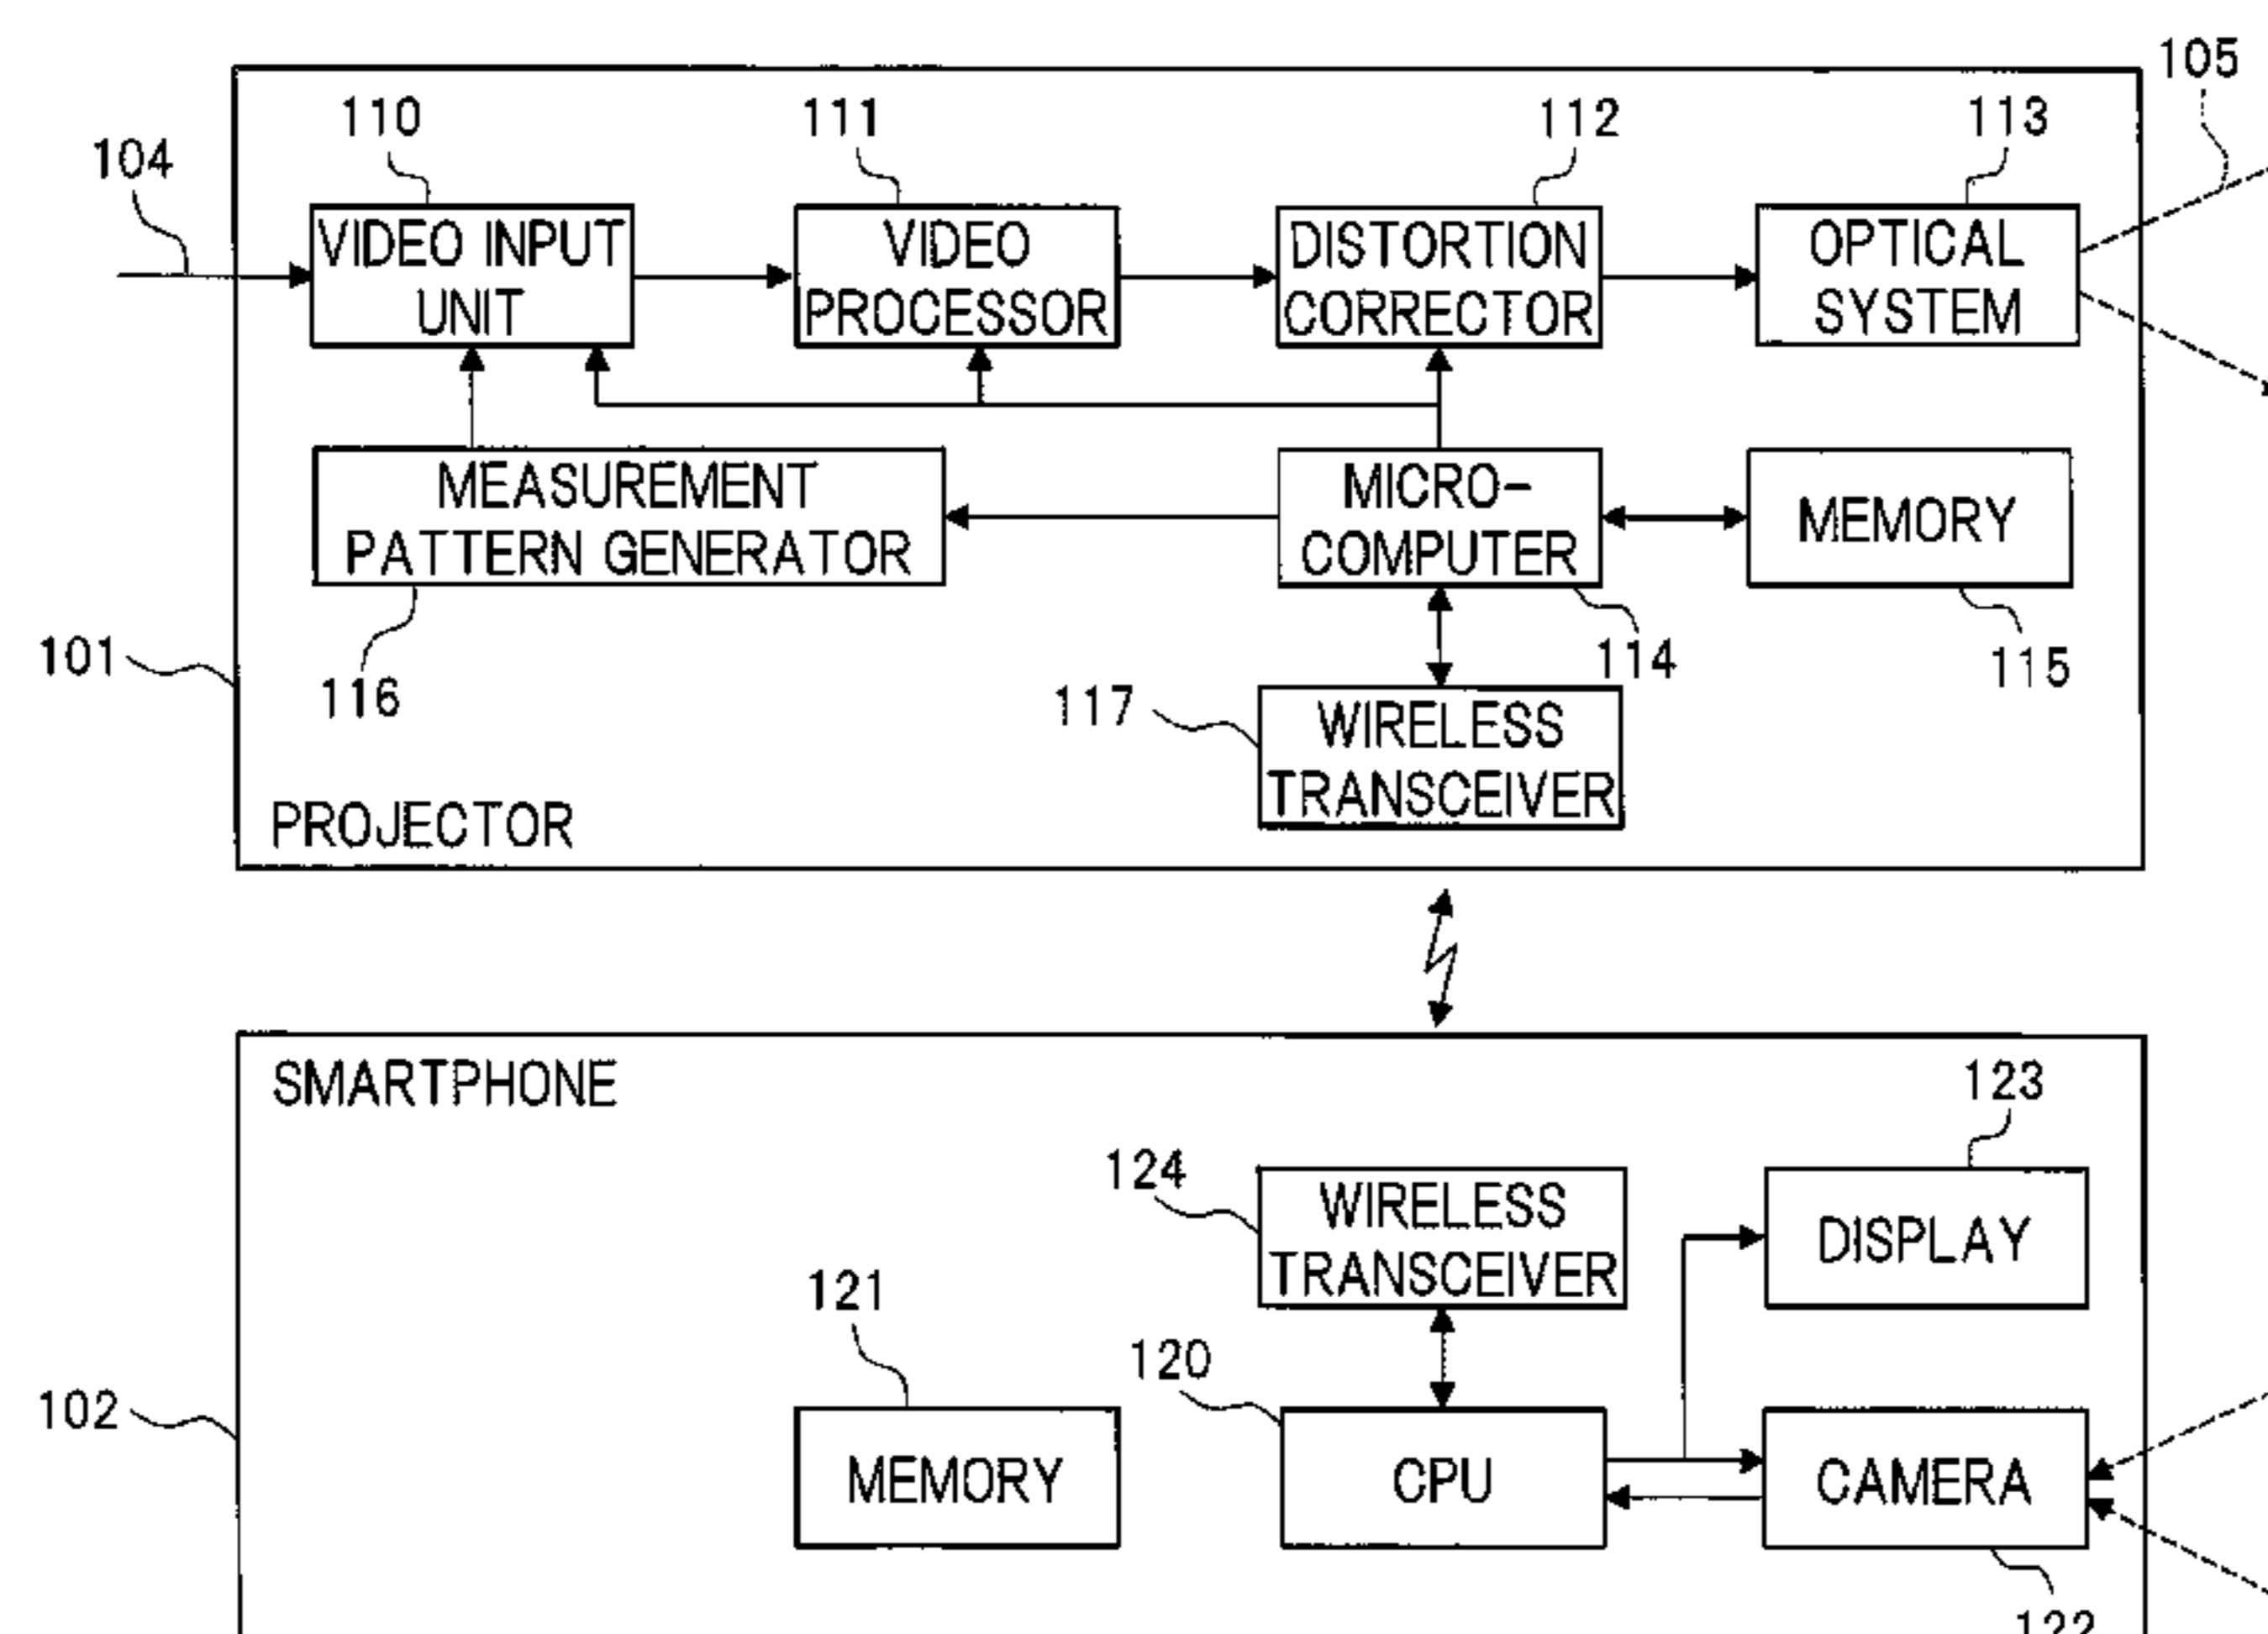 105
110
111
112
113
104
VIDEO INPUT
UNIT
VIDEO
PROCESSOR
DISTORTION
CORRECTOR
OPTICAL
SYSTEM
MEASUREMENT
PATTERN GENERATOR
MICRO-
COMPUTER
MEMORY
101
116
114
115
117
WIRELESS
TRANSCEIVER
PROJECTOR
SMARTPHONE
123
124
WIRELESS
TRANSCEIVER
DISPLAY
121
120
102
MEMORY
CPU
CAMERA
122